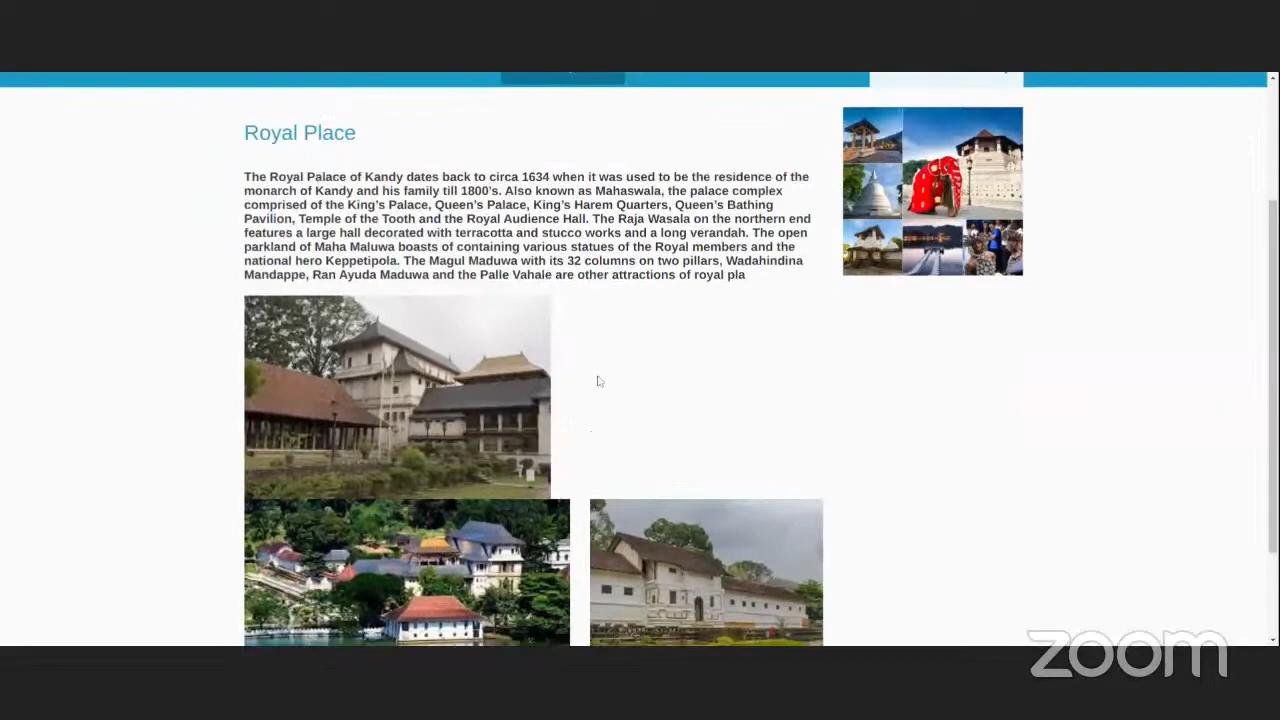 Royal Place
The Royal Palace of Kandy dates back to circa 1634 when it was used to be the residence of the
monarch of Kandy and his family till 1800's. Also known as Mahaswala, the palace complex
comprised of the King's Palace, Queen's Palace, King's Harem Quarters, Queen's Bathing
Pavilion, Temple of the Tooth and the Royal Audience Hall. The Raja Wasala on the northern end
features a large hall decorated with terracotta and stucco works and a long verandah. The open
parkland of Maha Maluwa boasts of containing various statues of the Royal members and the
national hero Keppetipola. The Magul Maduwa with its 32 columns on two pillars, Wadahindina
Mandappe, Ran Ayuda Maduwa and the Palle Vahale are other attractions of royal pla
zoom